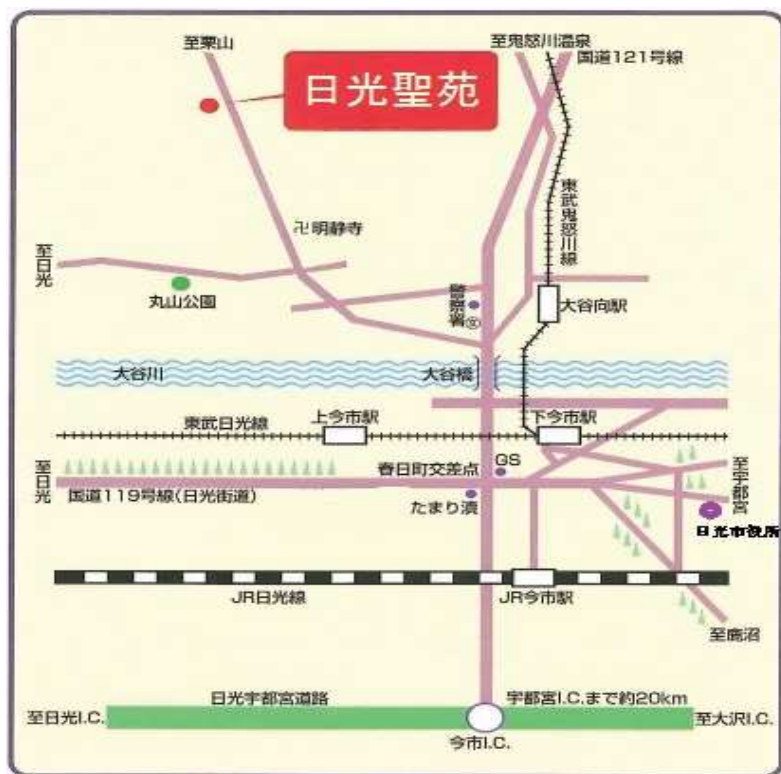 至栗山
至鬼怒川温泉
国道121号線
日光聖苑
東武鬼怒川線
卍明静寺
至日光
丸山公園
警察署
大谷向駅
大谷川
大谷橋
東武日光線
上今市駅
下今市駅
至日光
春日町交差点
GS
至宇都宮
国道119号線(日光街道)
たまり漬
日光市役所
JR日光線
JR今市駅
至鹿沼
日光宇都宮道路
宇都宮I.C.まで約20km
至日光I.C.
至大沢I.C.
今市I.C.